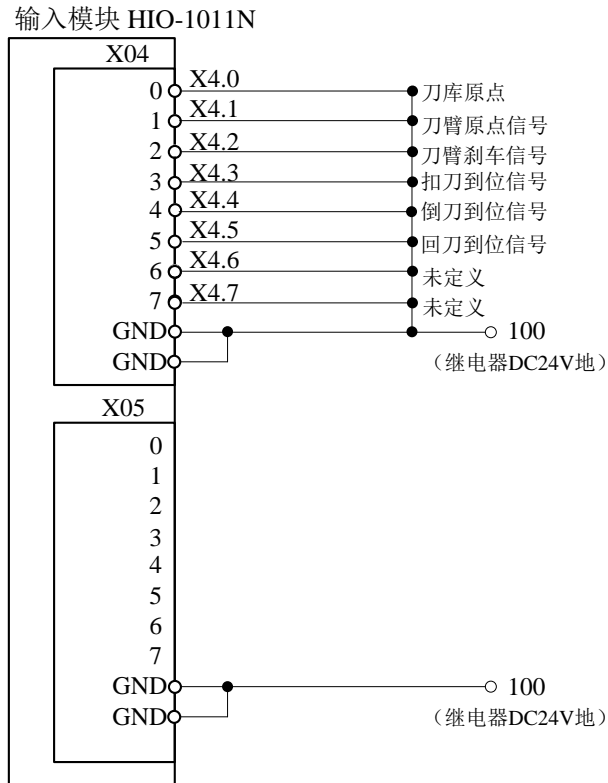 输入模块 HIO-1011N
X04
0 X4.0 刀库原点
1 X4.1 刀臂原点信号
2 X4.2 刀臂刹车信号
3 X4.3 扣刀到位信号
4 X4.4 倒刀到位信号
5 X4.5 回刀到位信号
6 X4.6 未定义
7 X4.7 未定义
GND 100
GND （继电器DC24V地）
X05
0
1
2
3
4
5
6
7
GND 100
GND （继电器DC24V地）